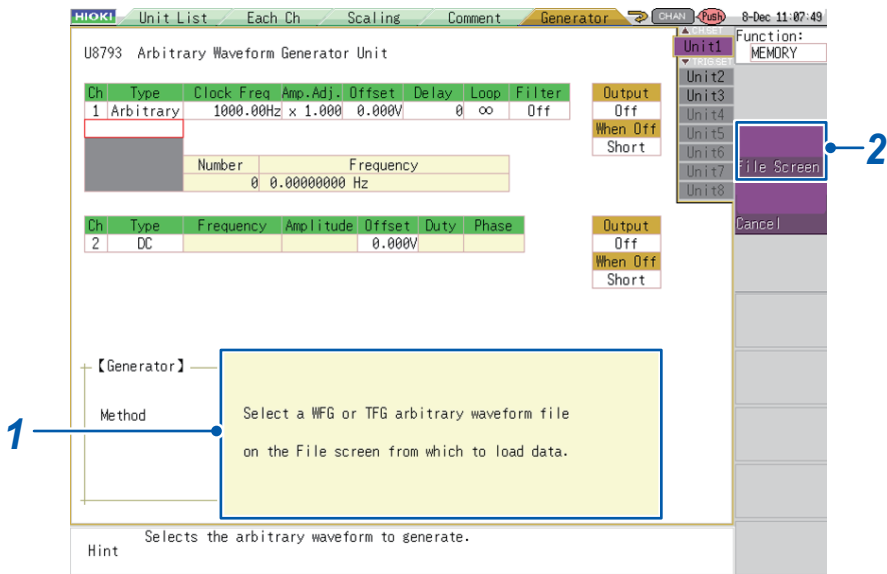 HIOKI Unit List Each Ch Scaling Comment Generator CHAN Push 8-Dec 11:07:49
▲ CH.SET
Function:
MEMORY
U8793 Arbitrary Waveform Generator Unit
Unit1
▼ TRIG.SET
Unit2
Unit3
Unit4
Unit5
Unit6
Unit7
Unit8
Ch Type Clock Freq Amp.Adj. Offset Delay Loop Filter
1 Arbitrary 1000.00Hz × 1.000 0.000V 0 ∞ Off
Output
Off
When Off
Short
Number Frequency
0 0.00000000 Hz
File Screen
2
Cancel
Ch Type Frequency Amplitude Offset Duty Phase
2 DC 0.000V
Output
Off
When Off
Short
【Generator】
Method
1
Select a WFG or TFG arbitrary waveform file
on the File screen from which to load data.
Hint
Selects the arbitrary waveform to generate.